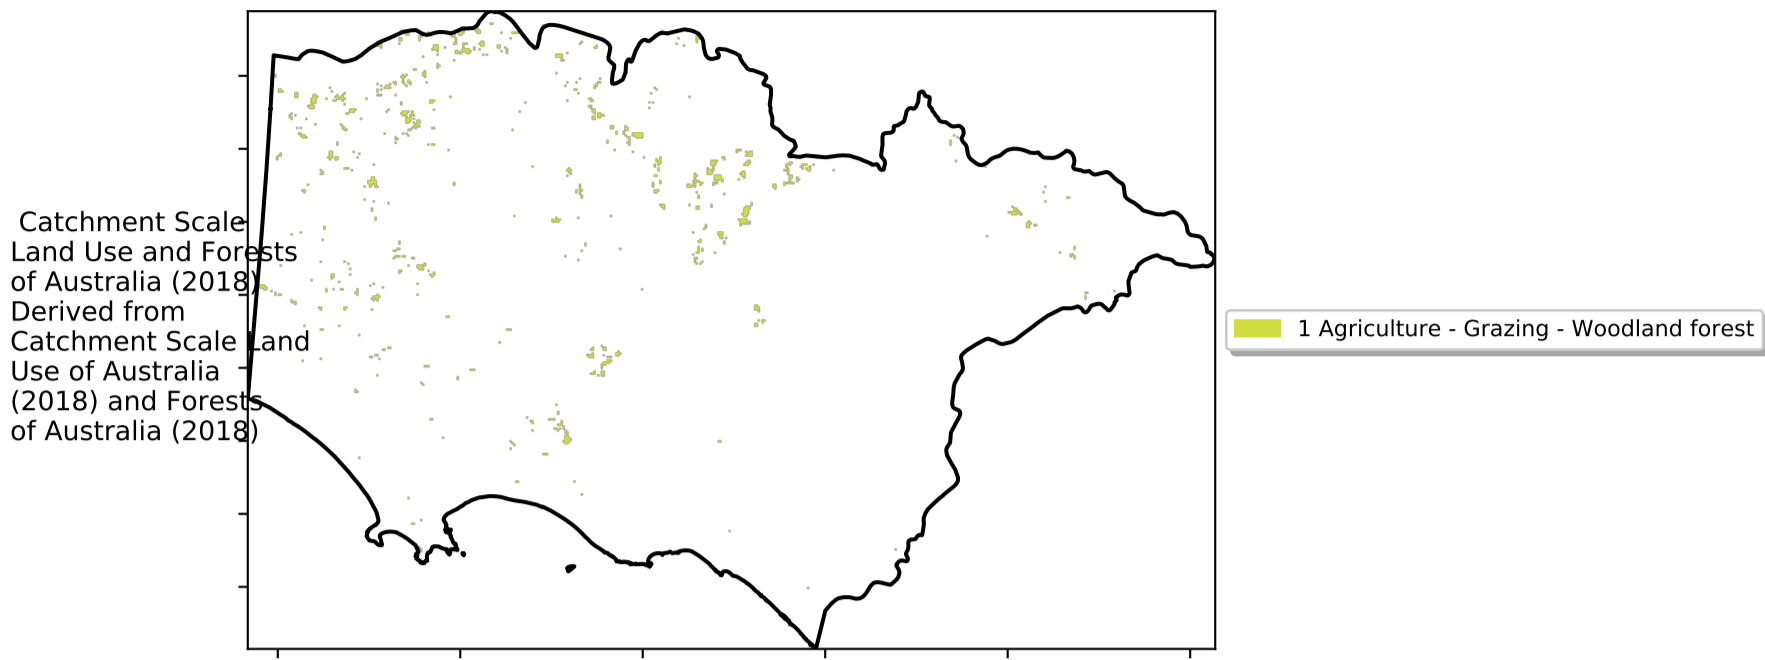 Catchment Scale
Land Use and Forests
of Australia (2018)
Derived from
Catchment Scale Land
Use of Australia
(2018) and Forests
of Australia (2018)
1 Agriculture - Grazing - Woodland forest